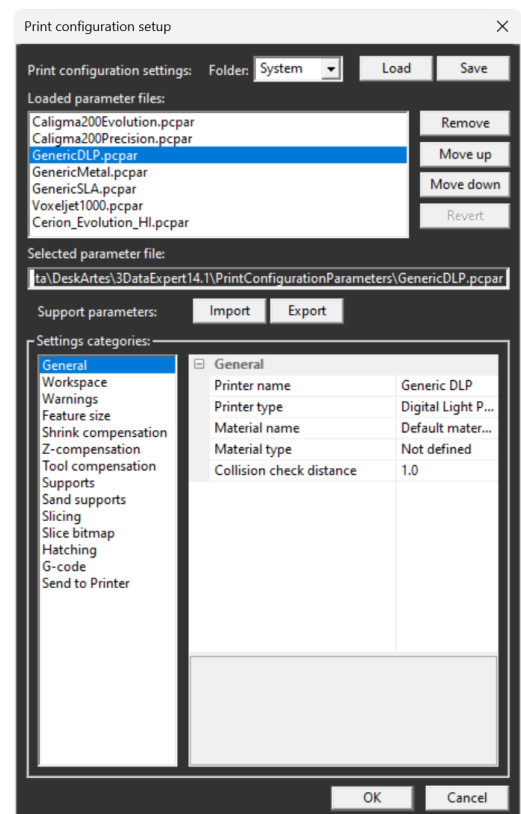 Print configuration setup
Print configuration settings: Folder: System Load Save
Loaded parameter files:
Caligma200Evolution.pcpar
Caligma200Precision.pcpar
GenericDLP.pcpar
GenericMetal.pcpar
GenericSLA.pcpar
Voxeljet1000.pcpar
Cerion_Evolution_HI.pcpar
Remove
Move up
Move down
Revert
Selected parameter file:
ta\DeskArtes\3DataExpert14.1\PrintConfigurationParameters\GenericDLP.pcpar
Support parameters: Import Export
Settings categories:
General
Workspace
Warnings
Feature size
Shrink compensation
Z-compensation
Tool compensation
Supports
Sand supports
Slicing
Slice bitmap
Hatching
G-code
Send to Printer
General
Printer name Generic DLP
Printer type Digital Light P...
Material name Default mater...
Material type Not defined
Collision check distance 1.0
OK Cancel